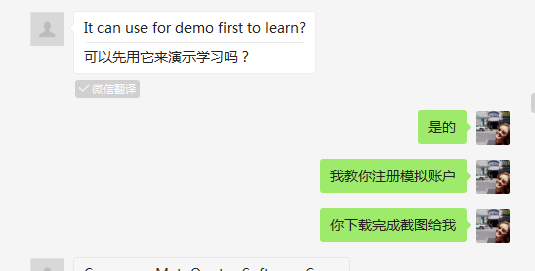 It can use for demo first to learn?
可以先用它来演示学习吗？
微信翻译
是的
我教你注册模拟账户
你下载完成截图给我